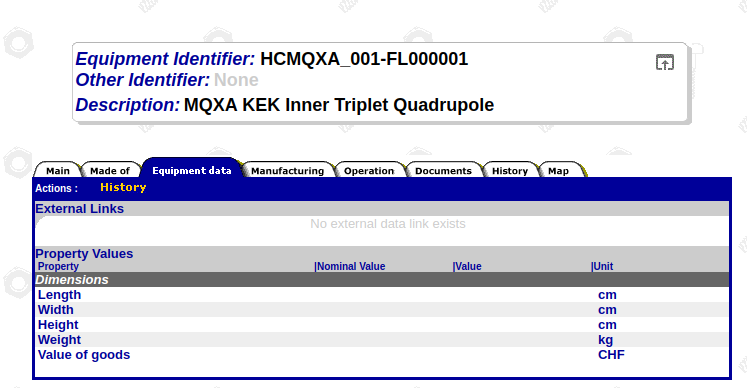 Equipment Identifier: HCMQXA_001-FL000001
Other Identifier: None
Description: MQXA KEK Inner Triplet Quadrupole
Main Made of Equipment data Manufacturing Operation Documents History Map
Actions : History
External Links
No external data link exists
Property Values
Property |Nominal Value |Value |Unit
Dimensions
Length cm
Width cm
Height cm
Weight kg
Value of goods CHF